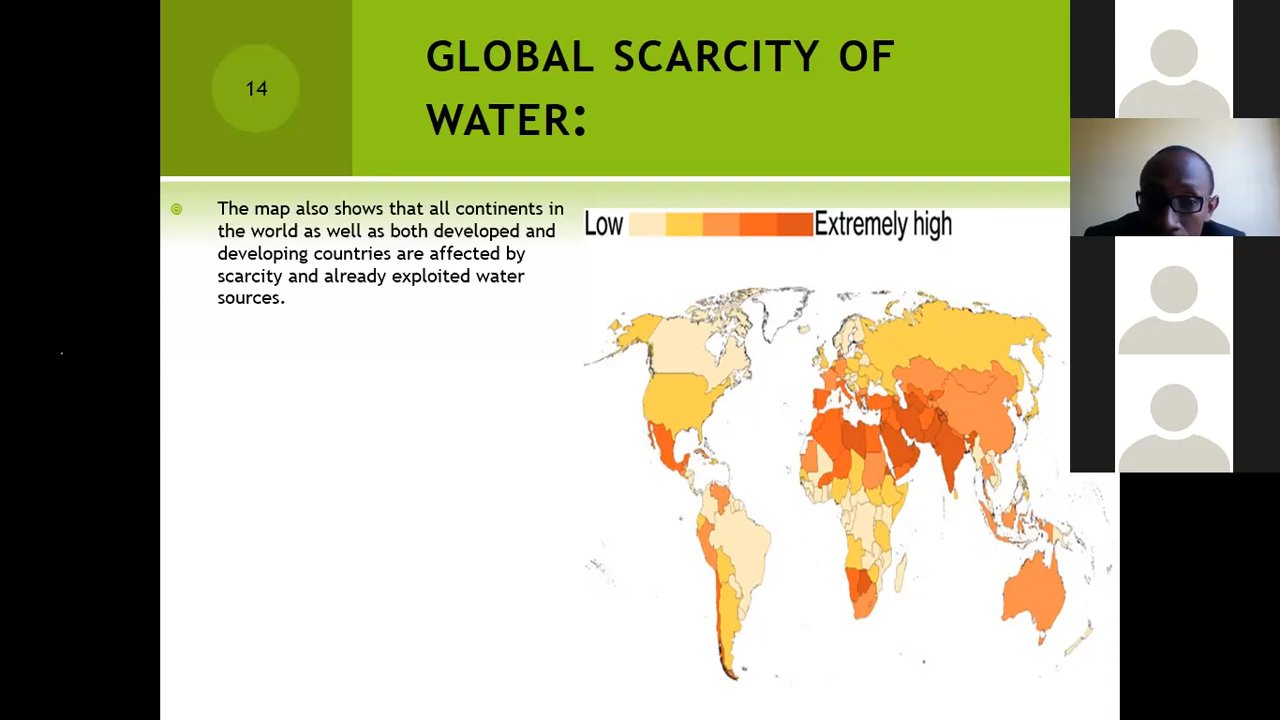 14
GLOBAL SCARCITY OF
WATER:
The map also shows that all continents in
the world as well as both developed and
developing countries are affected by
scarcity and already exploited water
sources.
Low Extremely high